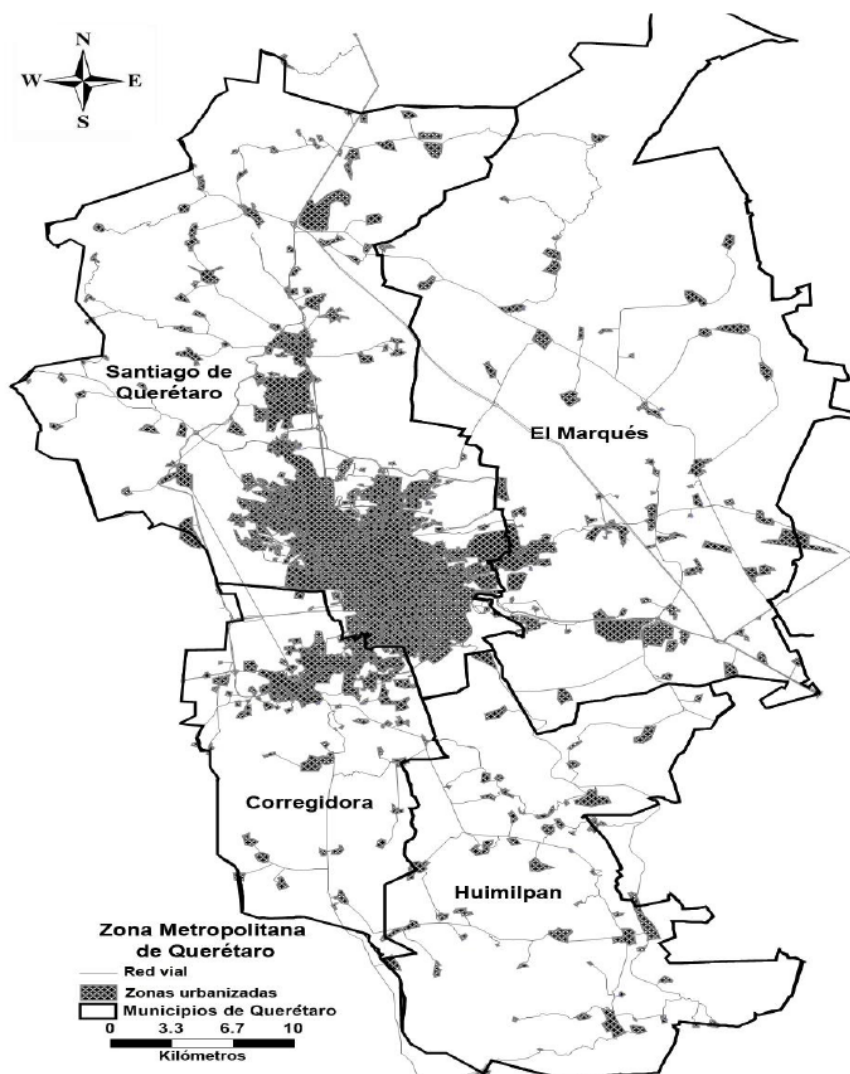 N
W E
S
Santiago de
Querétaro
El Marqués
Corregidora
Huimilpan
Zona Metropolitana
de Querétaro
Red vial
Zonas urbanizadas
Municipios de Querétaro
0 3.3 6.7 10
Kilómetros